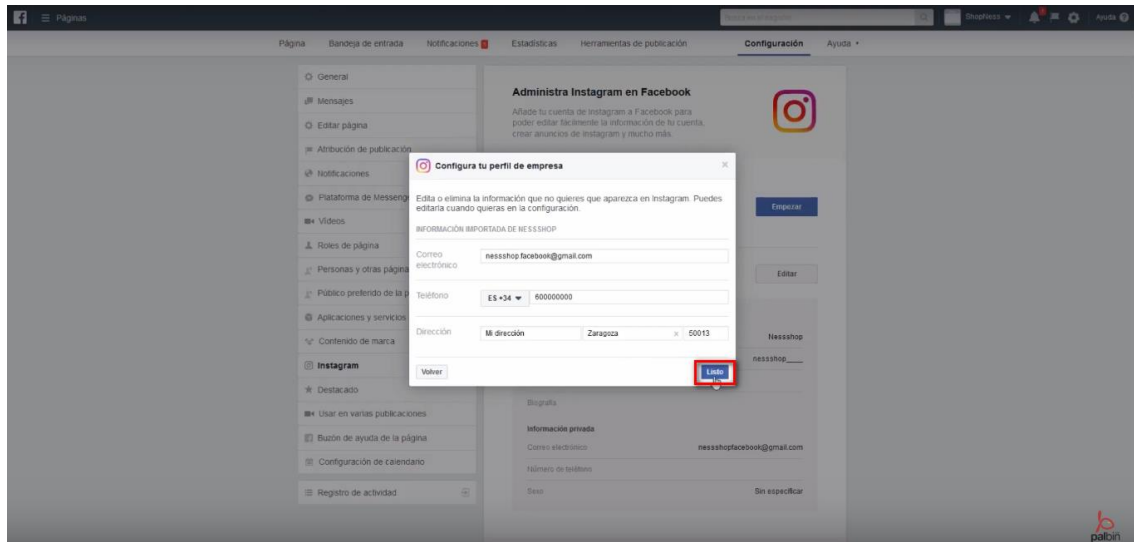 Páginas
ShopNess
Ayuda
Página Bandeja de entrada Notificaciones Estadísticas Herramientas de publicación Configuración Ayuda
General
Mensajes
Editar página
Atribución de publicación
Notificaciones
Plataforma de Messeng
Vídeos
Roles de página
Personas y otras página
Público preferido de la p
Aplicaciones y servicios
Contenido de marca
Instagram
Destacado
Usar en varias publicaciones
Buzón de ayuda de la página
Configuración de calendario
Registro de actividad
Administra Instagram en Facebook
Añade tu cuenta de Instagram a Facebook para
poder editar fácilmente la información de tu cuenta,
crear anuncios de Instagram y mucho más.
Empezar
Editar
Configura tu perfil de empresa
Edita o elimina la información que no quieres que aparezca en Instagram. Puedes
editarla cuando quieras en la configuración.
INFORMACIÓN IMPORTADA DE NESSSHOP
Correo
electrónico
nessshop.facebook@gmail.com
Teléfono ES +34 600000000
Dirección Mi dirección Zaragoza 50013
Volver Listo
Nessshop
nessshop____
Biografía
Información privada
Correo electrónico nessshopfacebook@gmail.com
Número de teléfono
Sexo Sin especificar
palbin